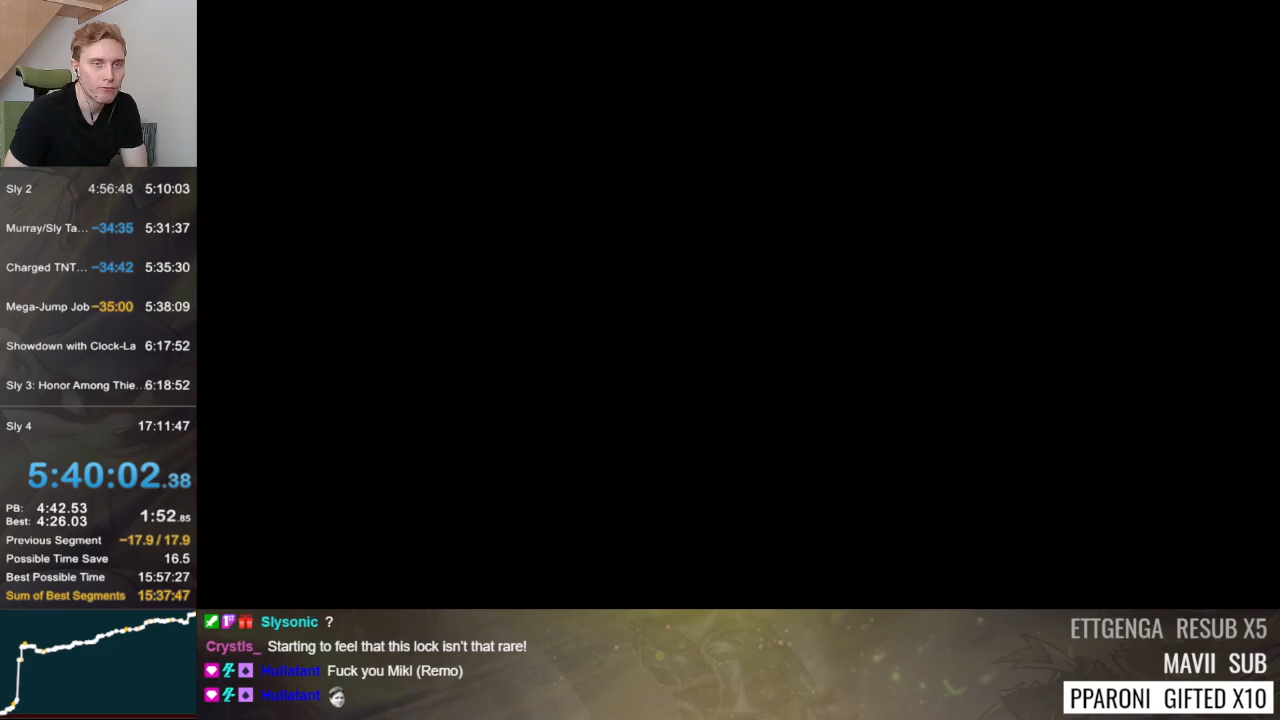 Sly 2 4:56:48 5:10:03
Murray/Sly Ta... −34:35 5:31:37
Charged TNT... −34:42 5:35:30
Mega-Jump Job −35:00 5:38:09
Showdown with Clock-La 6:17:52
Sly 3: Honor Among Thie... 6:18:52
Sly 4 17:11:47
5:40:02.38
PB: 4:42.53
Best: 4:26.03
1:52.85
Previous Segment −17.9 / 17.9
Possible Time Save 16.5
Best Possible Time 15:57:27
Sum of Best Segments 15:37:47
1st Slysonic ?
Crystis_ Starting to feel that this lock isn't that rare!
Hullatant Fuck you Mikl (Remo)
Hullatant
ETTGENGA RESUB X5
MAVII SUB
PPARONI GIFTED X10